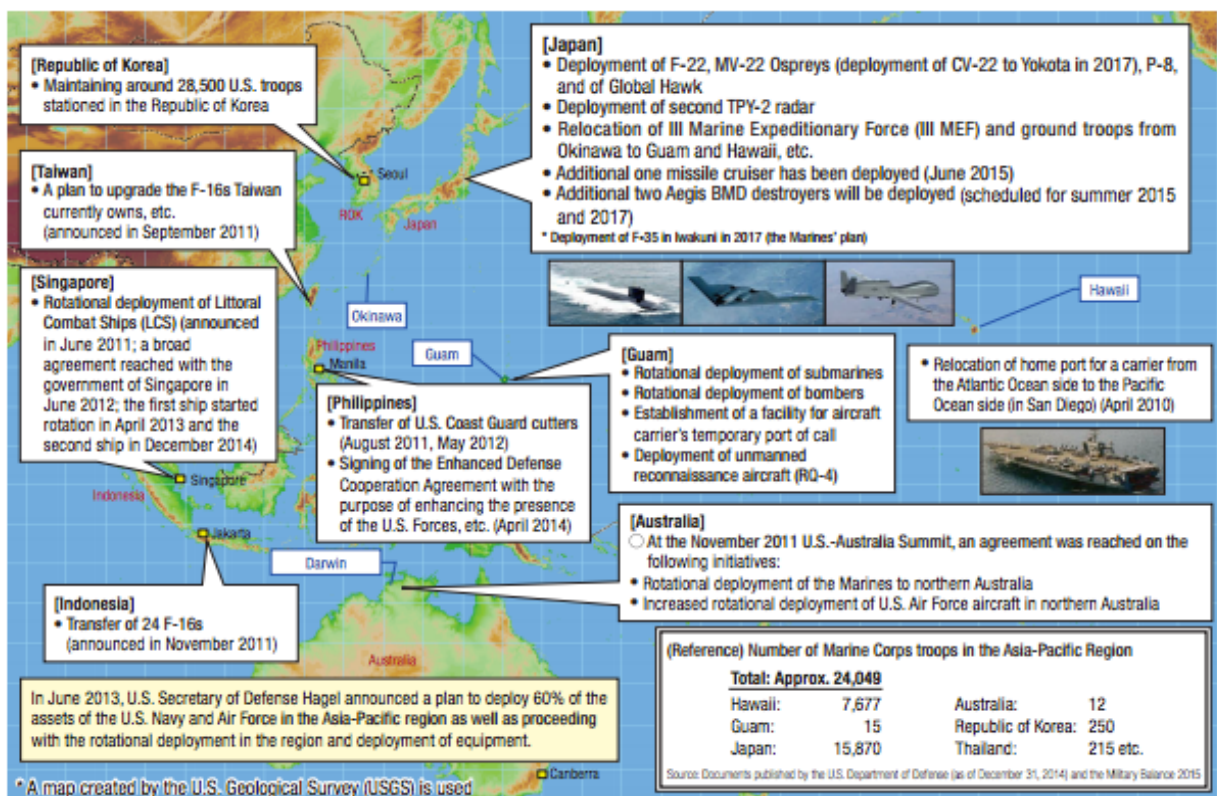 [Republic of Korea]
• Maintaining around 28,500 U.S. troops
stationed in the Republic of Korea
[Japan]
• Deployment of F-22, MV-22 Ospreys (deployment of CV-22 to Yokota in 2017), P-8,
and of Global Hawk
• Deployment of second TPY-2 radar
• Relocation of III Marine Expeditionary Force (III MEF) and ground troops from
Okinawa to Guam and Hawaii, etc.
• Additional one missile cruiser has been deployed (June 2015)
• Additional two Aegis BMD destroyers will be deployed (scheduled for summer 2015
and 2017)
* Deployment of F-35 in Iwakuni in 2017 (the Marines' plan)
[Taiwan]
• A plan to upgrade the F-16s Taiwan
currently owns, etc.
(announced in September 2011)
Seoul
ROK
Japan
[Singapore]
• Rotational deployment of Littoral
Combat Ships (LCS) (announced
in June 2011; a broad
agreement reached with the
government of Singapore in
June 2012; the first ship started
rotation in April 2013 and the
second ship in December 2014)
Okinawa
Hawaii
Philippines
Manila
Guam
[Guam]
• Rotational deployment of submarines
• Rotational deployment of bombers
• Establishment of a facility for aircraft
carrier's temporary port of call
• Deployment of unmanned
reconnaissance aircraft (RQ-4)
• Relocation of home port for a carrier from
the Atlantic Ocean side to the Pacific
Ocean side (in San Diego) (April 2010)
[Philippines]
• Transfer of U.S. Coast Guard cutters
(August 2011, May 2012)
• Signing of the Enhanced Defense
Cooperation Agreement with the
purpose of enhancing the presence
of the U.S. Forces, etc. (April 2014)
Singapore
Indonesia
Jakarta
Darwin
[Australia]
○ At the November 2011 U.S.-Australia Summit, an agreement was reached on the
following initiatives:
• Rotational deployment of the Marines to northern Australia
• Increased rotational deployment of U.S. Air Force aircraft in northern Australia
[Indonesia]
• Transfer of 24 F-16s
(announced in November 2011)
Australia
(Reference) Number of Marine Corps troops in the Asia-Pacific Region
Total: Approx. 24,049
Hawaii: 7,677 Australia: 12
Guam: 15 Republic of Korea: 250
Japan: 15,870 Thailand: 215 etc.
Source: Documents published by the U.S. Department of Defense (as of December 31, 2014) and the Military Balance 2015
In June 2013, U.S. Secretary of Defense Hagel announced a plan to deploy 60% of the
assets of the U.S. Navy and Air Force in the Asia-Pacific region as well as proceeding
with the rotational deployment in the region and deployment of equipment.
Canberra
* A map created by the U.S. Geological Survey (USGS) is used